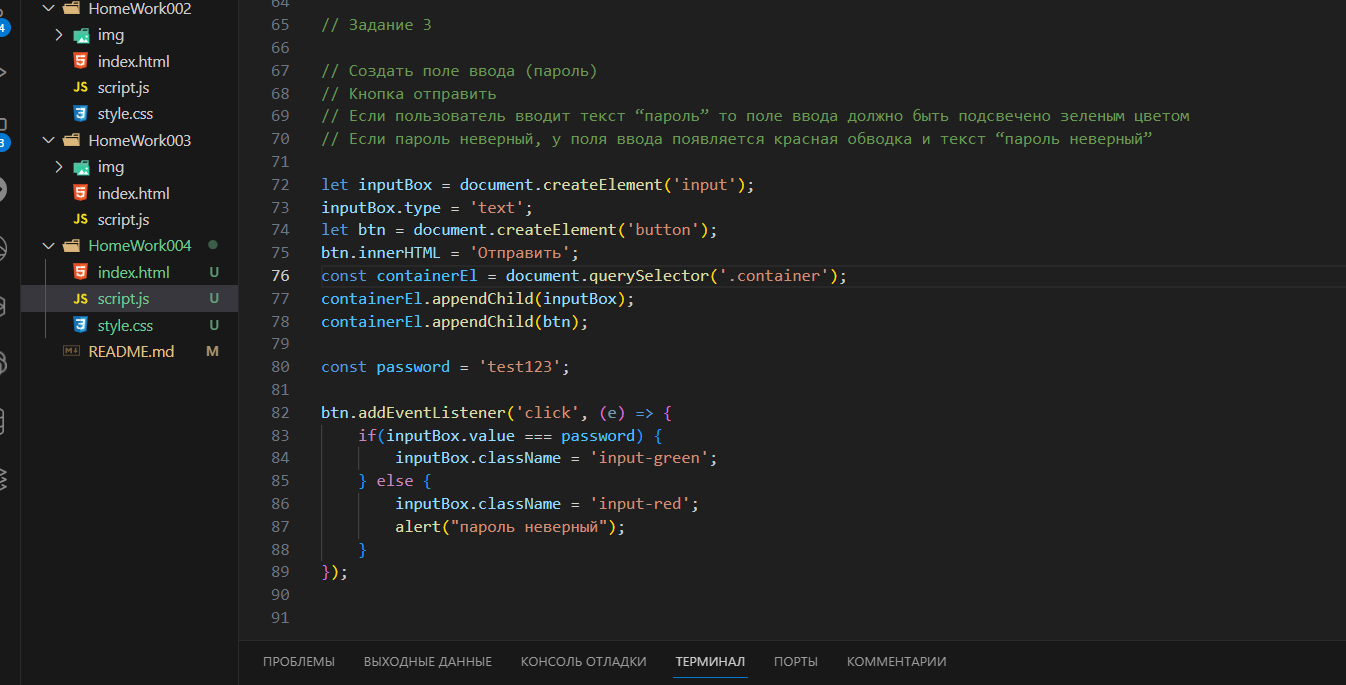 HomeWork002
img
index.html
JS script.js
style.css
HomeWork003
img
index.html
JS script.js
HomeWork004
index.html U
JS script.js U
style.css U
README.md M
64
65 // Задание 3
66
67 // Создать поле ввода (пароль)
68 // Кнопка отправить
69 // Если пользователь вводит текст “пароль” то поле ввода должно быть подсвечено зеленым цветом
70 // Если пароль неверный, у поля ввода появляется красная обводка и текст “пароль неверный”
71
72 let inputBox = document.createElement('input');
73 inputBox.type = 'text';
74 let btn = document.createElement('button');
75 btn.innerHTML = 'Отправить';
76 const containerEl = document.querySelector('.container');
77 containerEl.appendChild(inputBox);
78 containerEl.appendChild(btn);
79
80 const password = 'test123';
81
82 btn.addEventListener('click', (e) => {
83 if(inputBox.value === password) {
84 inputBox.className = 'input-green';
85 } else {
86 inputBox.className = 'input-red';
87 alert("пароль неверный");
88 }
89 });
90
91
ПРОБЛЕМЫ ВЫХОДНЫЕ ДАННЫЕ КОНСОЛЬ ОТЛАДКИ ТЕРМИНАЛ ПОРТЫ КОММЕНТАРИИ